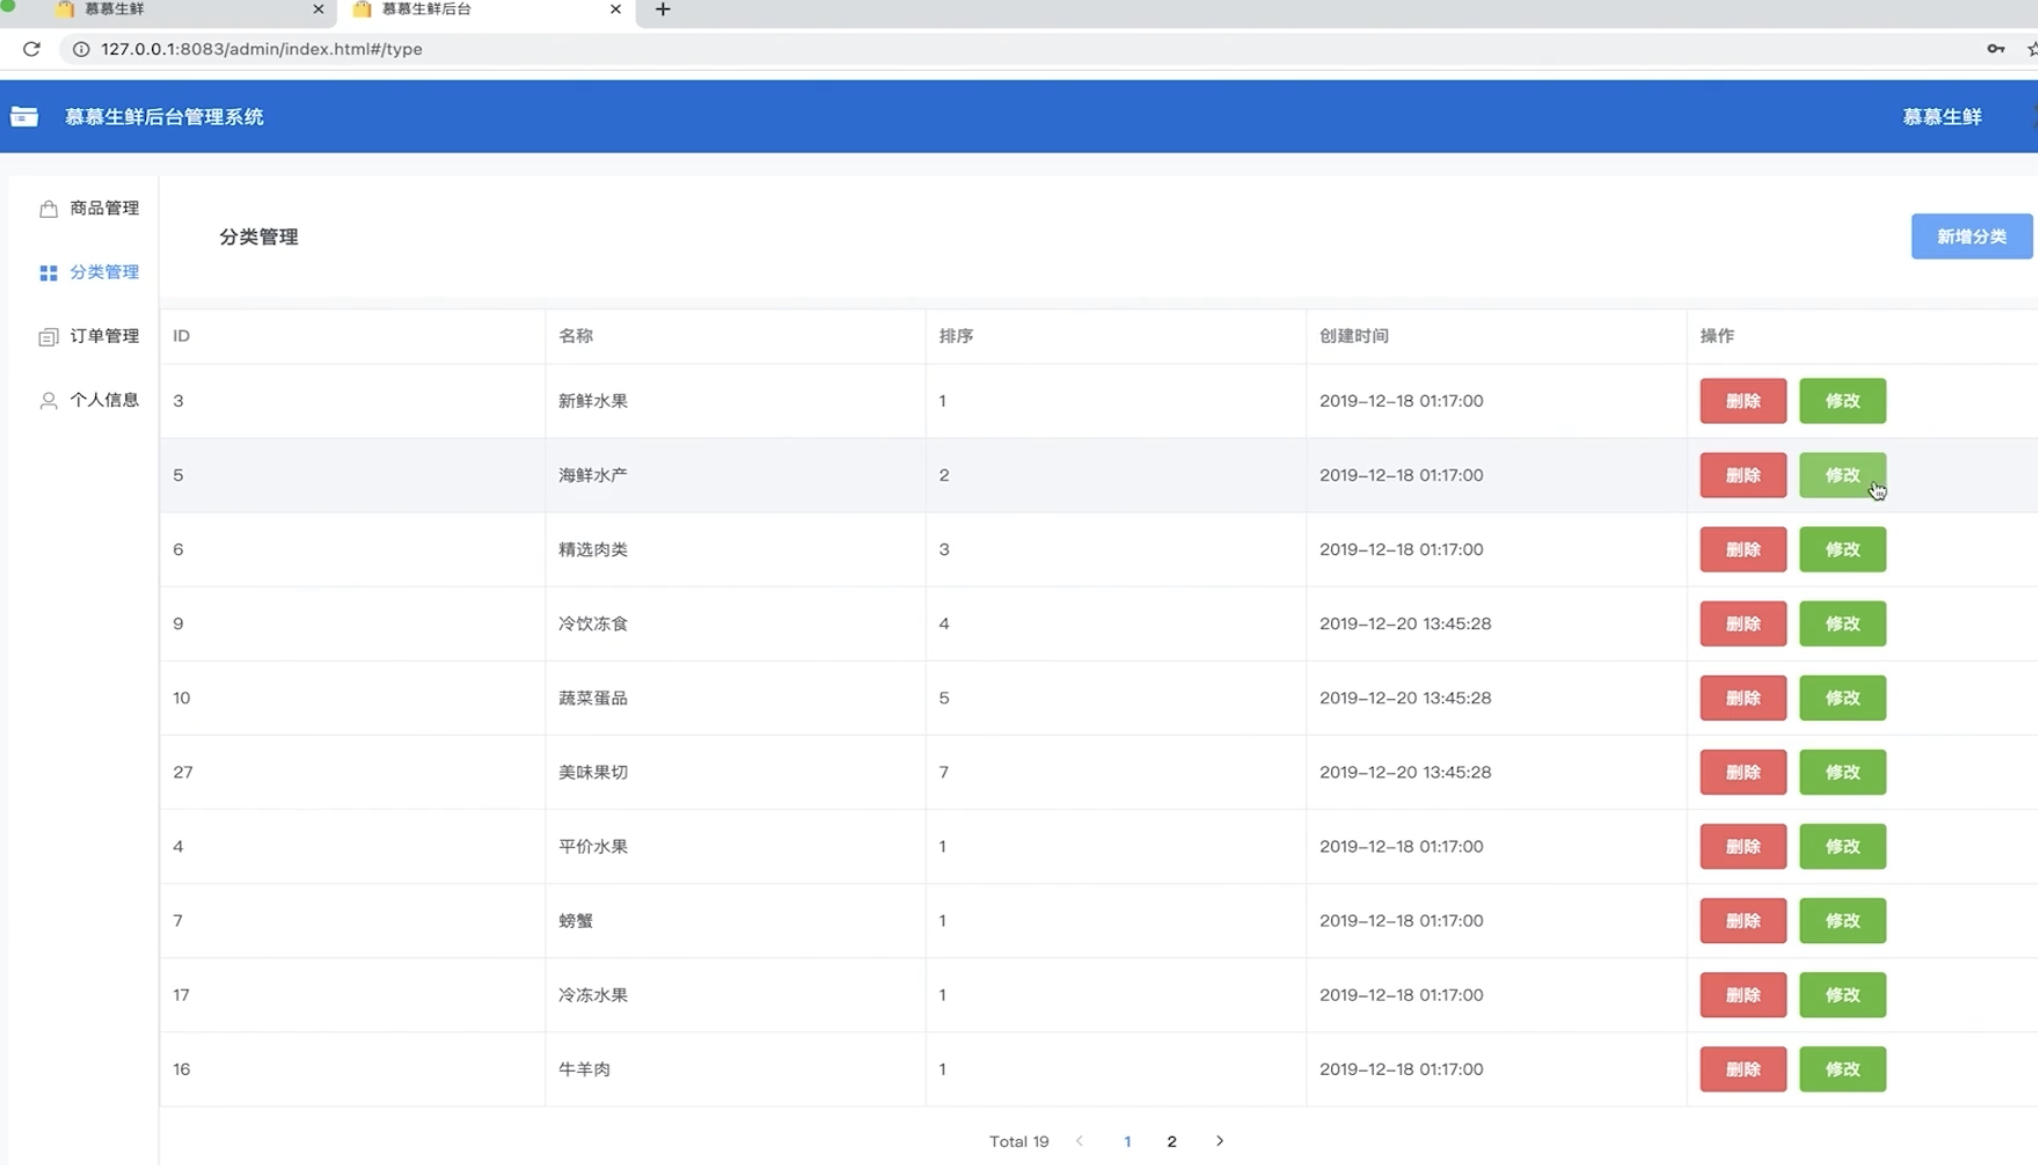 慕慕生鲜 慕慕生鲜后台
127.0.0.1:8083/admin/index.html#/type
慕慕生鲜后台管理系统 慕慕生鲜
商品管理
分类管理
订单管理
个人信息
分类管理 新增分类
ID 名称 排序 创建时间 操作
3 新鲜水果 1 2019-12-18 01:17:00 删除 修改
5 海鲜水产 2 2019-12-18 01:17:00 删除 修改
6 精选肉类 3 2019-12-18 01:17:00 删除 修改
9 冷饮冻食 4 2019-12-20 13:45:28 删除 修改
10 蔬菜蛋品 5 2019-12-20 13:45:28 删除 修改
27 美味果切 7 2019-12-20 13:45:28 删除 修改
4 平价水果 1 2019-12-18 01:17:00 删除 修改
7 螃蟹 1 2019-12-18 01:17:00 删除 修改
17 冷冻水果 1 2019-12-18 01:17:00 删除 修改
16 牛羊肉 1 2019-12-18 01:17:00 删除 修改
Total 19 1 2